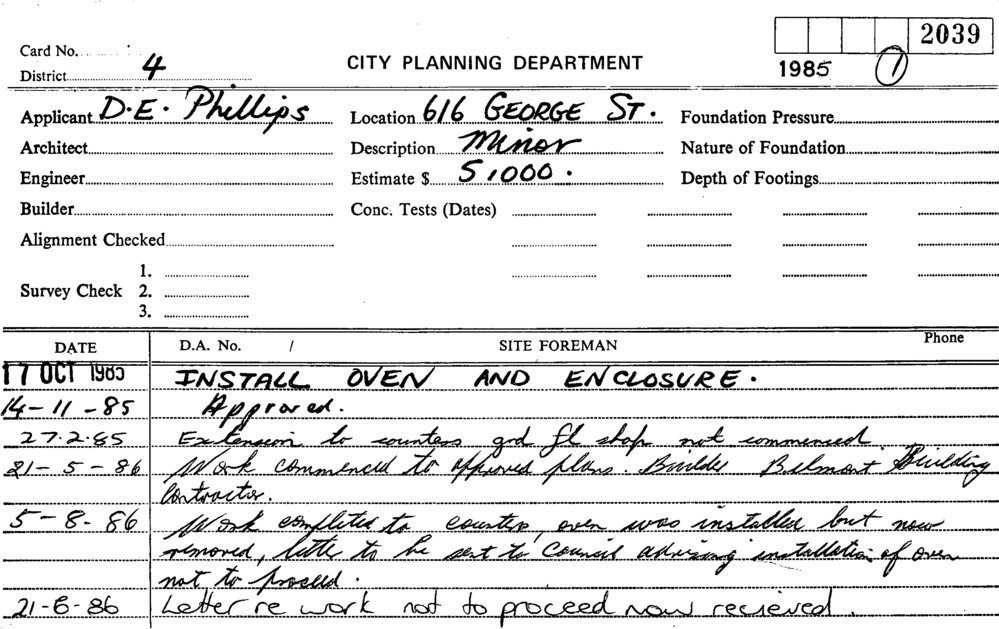 2039
Card No.
1985 1
District 4
CITY PLANNING DEPARTMENT
Applicant D.E. Phillips Location 616 GEORGE ST. Foundation Pressure
Architect Description Minor Nature of Foundation
Engineer Estimate $ 5,000. Depth of Footings
Builder Conc. Tests (Dates)
Alignment Checked
1.
Survey Check 2.
3.
DATE D.A. No. / SITE FOREMAN Phone
17 OCT 1985 INSTALL OVEN AND ENCLOSURE.
14-11-85 Approved.
27.2.85 Extension to counters grd fl shop not commenced
21-5-86 Work commenced to approved plans. Builder Belmont Building
Contractor.
5-8-86 Work completed to counters, oven was installed but now
removed, letter to be sent to Council advising installation of oven
not to proceed.
21-8-86 Letter re work not to proceed now recieved.